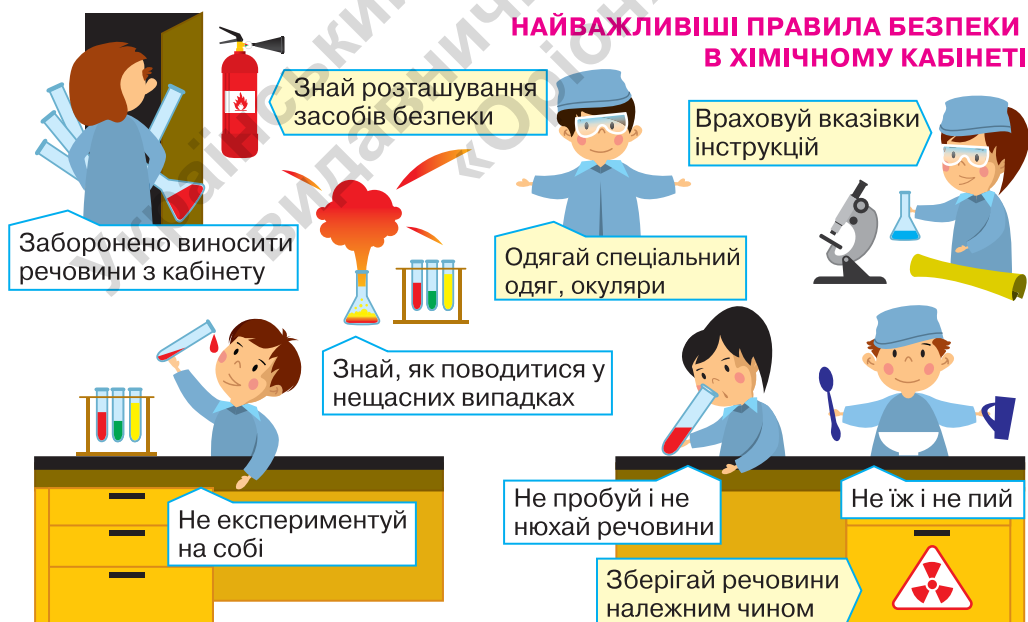 НАЙВАЖЛИВІШІ ПРАВИЛА БЕЗПЕКИ
В ХІМІЧНОМУ КАБІНЕТІ
Знай розташування
засобів безпеки
Враховуй вказівки
інструкцій
Заборонено виносити
речовини з кабінету
Одягай спеціальний
одяг, окуляри
Знай, як поводитися у
нещасних випадках
Не експериментуй
на собі
Не пробуй і не
нюхай речовини
Не їж і не пий
Зберігай речовини
належним чином